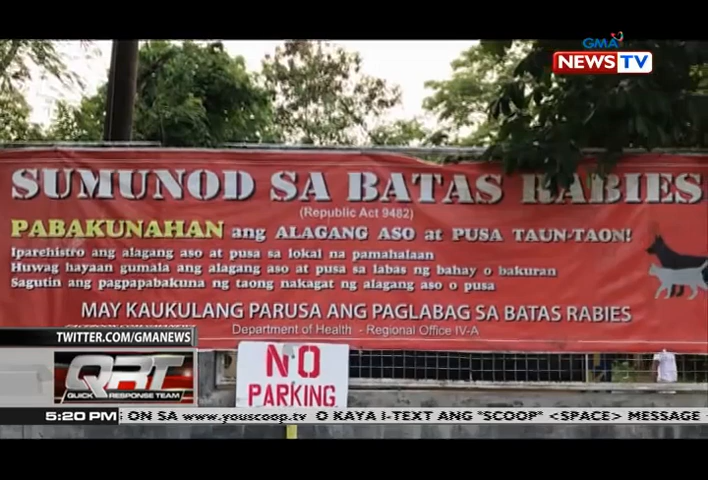 GMA
NEWS TV
SUMUNOD SA BATAS RABIES
(Republic Act 9482)
PABAKUNAHAN ang ALAGANG ASO at PUSA TAUN-TAON!
Iparehistro ang alagang aso at pusa sa lokal na pamahalaan
Huwag hayaan gumala ang alagang aso at pusa sa labas ng bahay o bakuran
Sagutin ang pagpapabakuna ng taong nakagat ng alagang aso o pusa
MAY KAUKULANG PARUSA ANG PAGLABAG SA BATAS RABIES
Department of Health - Regional Office IV-A
TWITTER.COM/GMANEWS
NO
PARKING
QRT
QUICK RESPONSE TEAM
5:20PM E ON SA www.youscoop.tv O KAYA I-TEXT ANG "SCOOP" <SPACE> MESSAGE